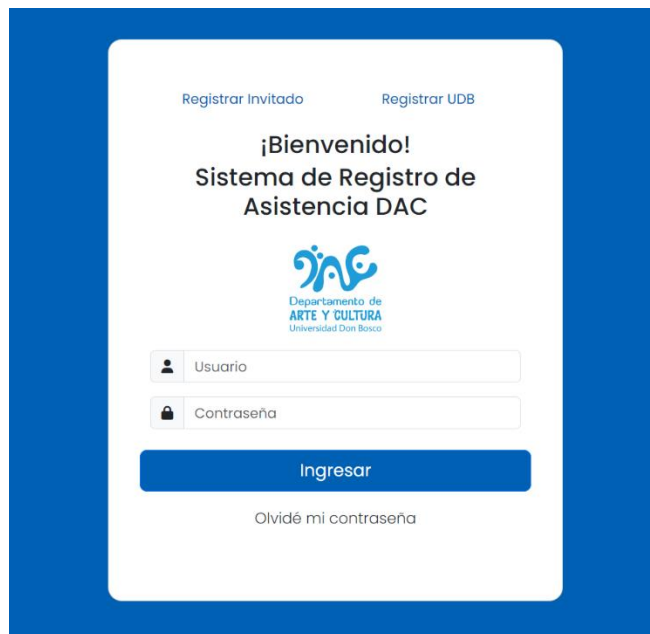 Registrar Invitado Registrar UDB
¡Bienvenido!
Sistema de Registro de
Asistencia DAC
DAC
Departamento de
ARTE Y CULTURA
Universidad Don Bosco
Usuario
Contraseña
Ingresar
Olvidé mi contraseña